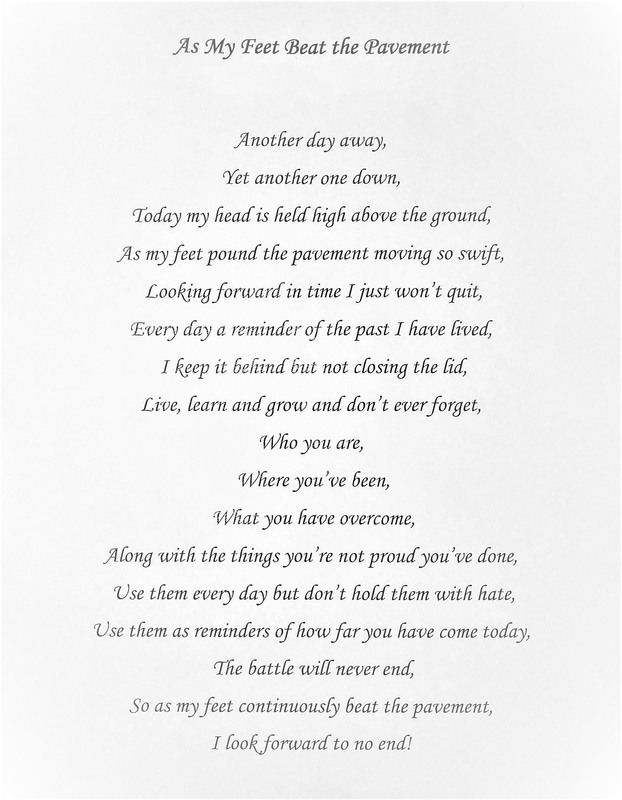 As My Feet Beat the Pavement
Another day away,
Yet another one down,
Today my head is held high above the ground,
As my feet pound the pavement moving so swift,
Looking forward in time I just won't quit,
Every day a reminder of the past I have lived,
I keep it behind but not closing the lid,
Live, learn and grow and don't ever forget,
Who you are,
Where you've been,
What you have overcome,
Along with the things you're not proud you've done,
Use them every day but don't hold them with hate,
Use them as reminders of how far you have come today,
The battle will never end,
So as my feet continuously beat the pavement,
I look forward to no end!